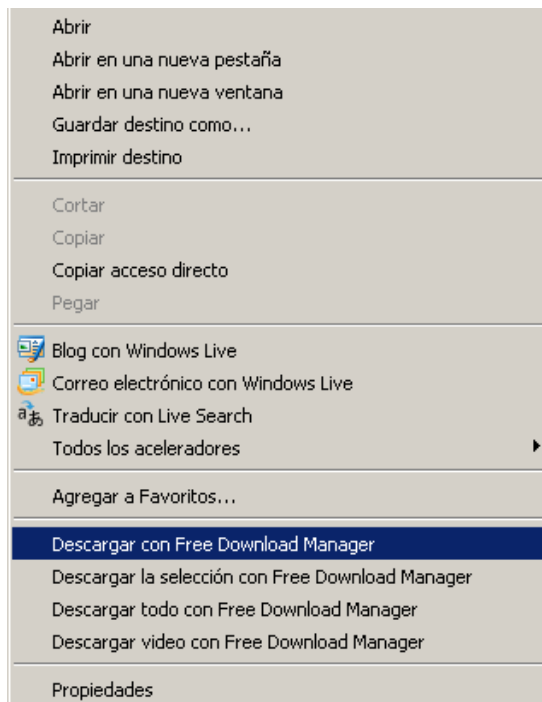 Abrir
Abrir en una nueva pestaña
Abrir en una nueva ventana
Guardar destino como...
Imprimir destino
Cortar
Copiar
Copiar acceso directo
Pegar
Blog con Windows Live
Correo electrónico con Windows Live
Traducir con Live Search
Todos los aceleradores
Agregar a Favoritos...
Descargar con Free Download Manager
Descargar la selección con Free Download Manager
Descargar todo con Free Download Manager
Descargar video con Free Download Manager
Propiedades